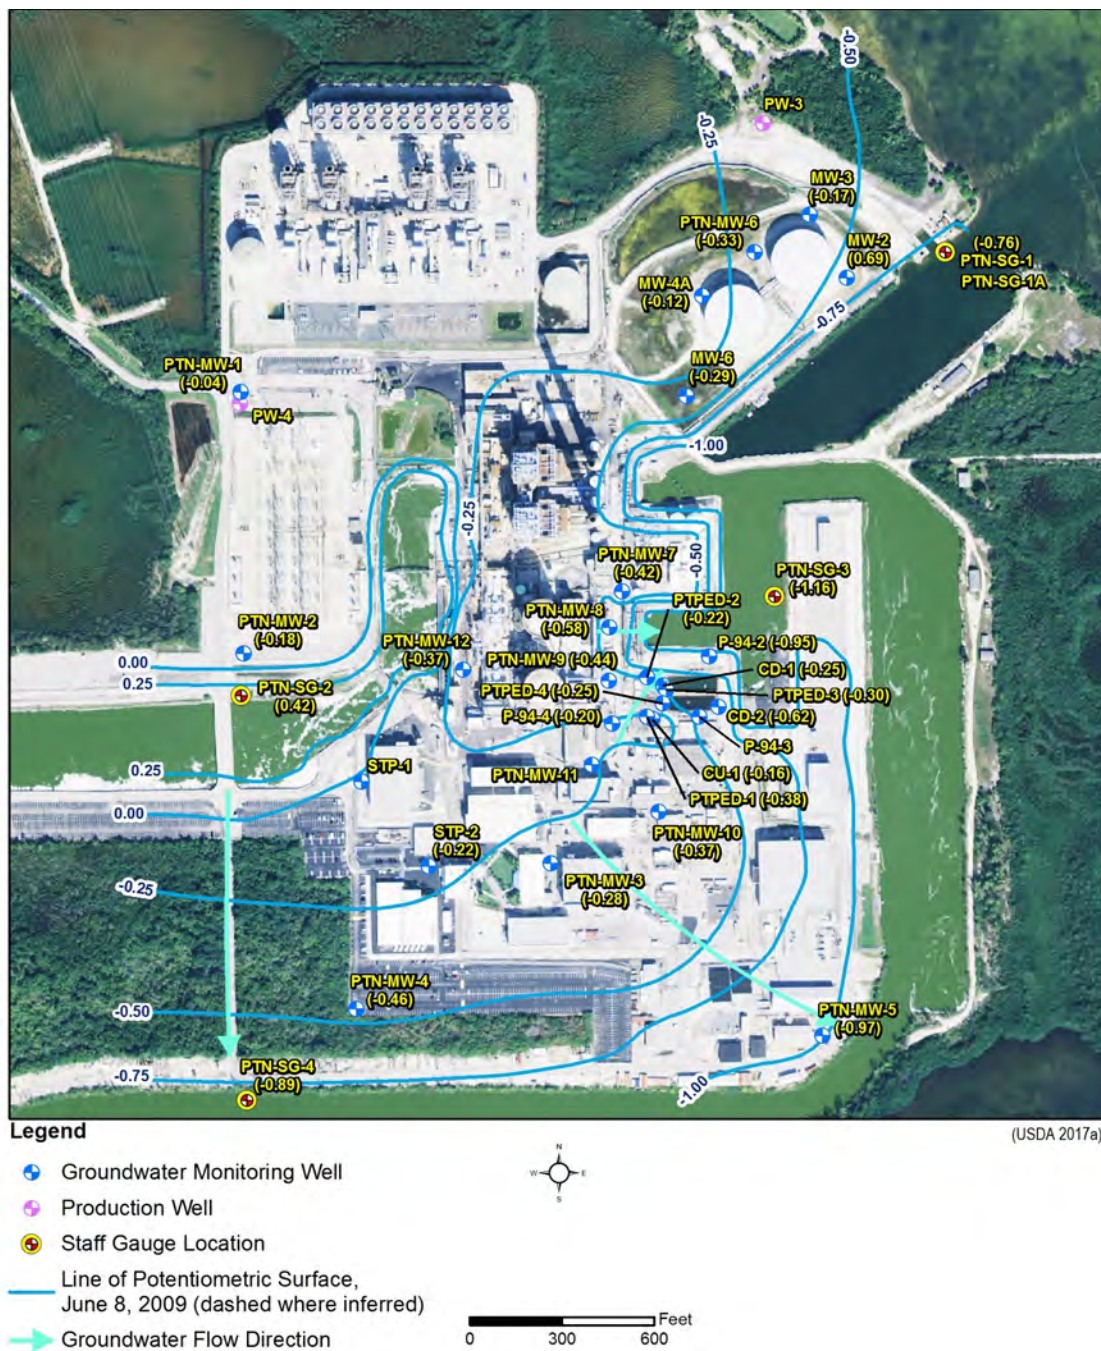 -0.50
PW-3
-0.25
MW-3
(-0.17)
PTN-MW-6
(-0.33)
MW-2
(0.69)
(-0.76)
PTN-SG-1
PTN-SG-1A
MW-4A
(-0.12)
-0.75
PTN-MW-1
(-0.04)
MW-6
(-0.29)
PW-4
-1.00
-0.25
-0.50
PTN-MW-7
(-0.42)
PTN-SG-3
(-1.16)
PTPED-2
(-0.22)
PTN-MW-8
(-0.58)
PTN-MW-2
(-0.18)
PTN-MW-12
(-0.37)
P-94-2 (-0.95)
0.00
PTN-MW-9 (-0.44)
CD-1 (-0.25)
0.25
PTN-SG-2
(0.42)
PTPED-4 (-0.25)
PTPED-3 (-0.30)
P-94-4 (-0.20)
CD-2 (-0.62)
P-94-3
0.25
STP-1
PTN-MW-11
CU-1 (-0.16)
PTPED-1 (-0.38)
0.00
PTN-MW-10
(-0.37)
STP-2
(-0.22)
PTN-MW-3
(-0.28)
-0.25
PTN-MW-4
(-0.46)
-0.50
PTN-MW-5
(-0.97)
PTN-SG-4
(-0.89)
-0.75
-1.00
Legend
(USDA 2017a)
N
W E
S
Groundwater Monitoring Well
Production Well
Staff Gauge Location
Line of Potentiometric Surface,
June 8, 2009 (dashed where inferred)
Groundwater Flow Direction
Feet
0 300 600